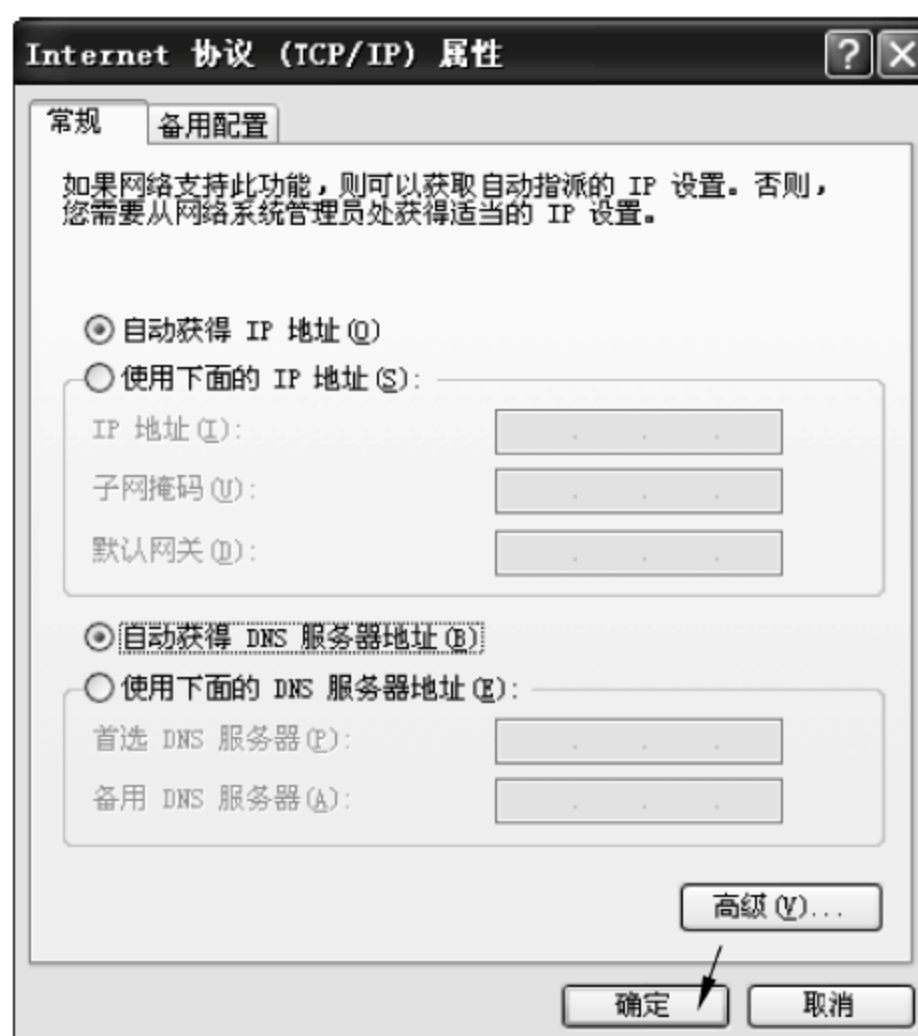 Internet 协议 (TCP/IP) 属性
常规
备用配置
如果网络支持此功能，则可以获取自动指派的 IP 设置。否则，
您需要从网络系统管理员处获得适当的 IP 设置。
自动获得 IP 地址(O)
使用下面的 IP 地址(S):
IP 地址(I):
子网掩码(U):
默认网关(D):
自动获得 DNS 服务器地址(B)
使用下面的 DNS 服务器地址(E):
首选 DNS 服务器(P):
备用 DNS 服务器(A):
高级(V)...
确定
取消